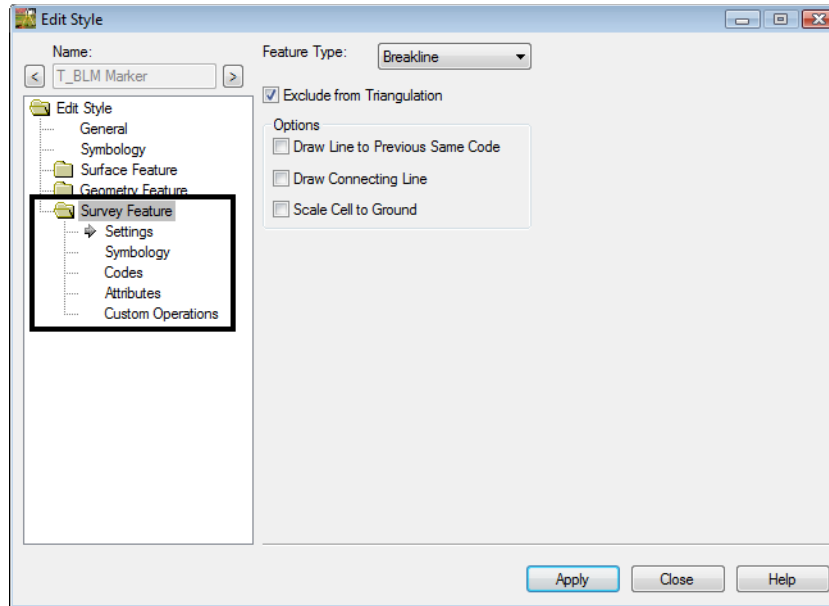 Edit Style
Name:
< T_BLM Marker >
Edit Style
General
Symbology
Surface Feature
Geometry Feature
Survey Feature
Settings
Symbology
Codes
Attributes
Custom Operations
Feature Type: Breakline
Exclude from Triangulation
Options
Draw Line to Previous Same Code
Draw Connecting Line
Scale Cell to Ground
Apply Close Help